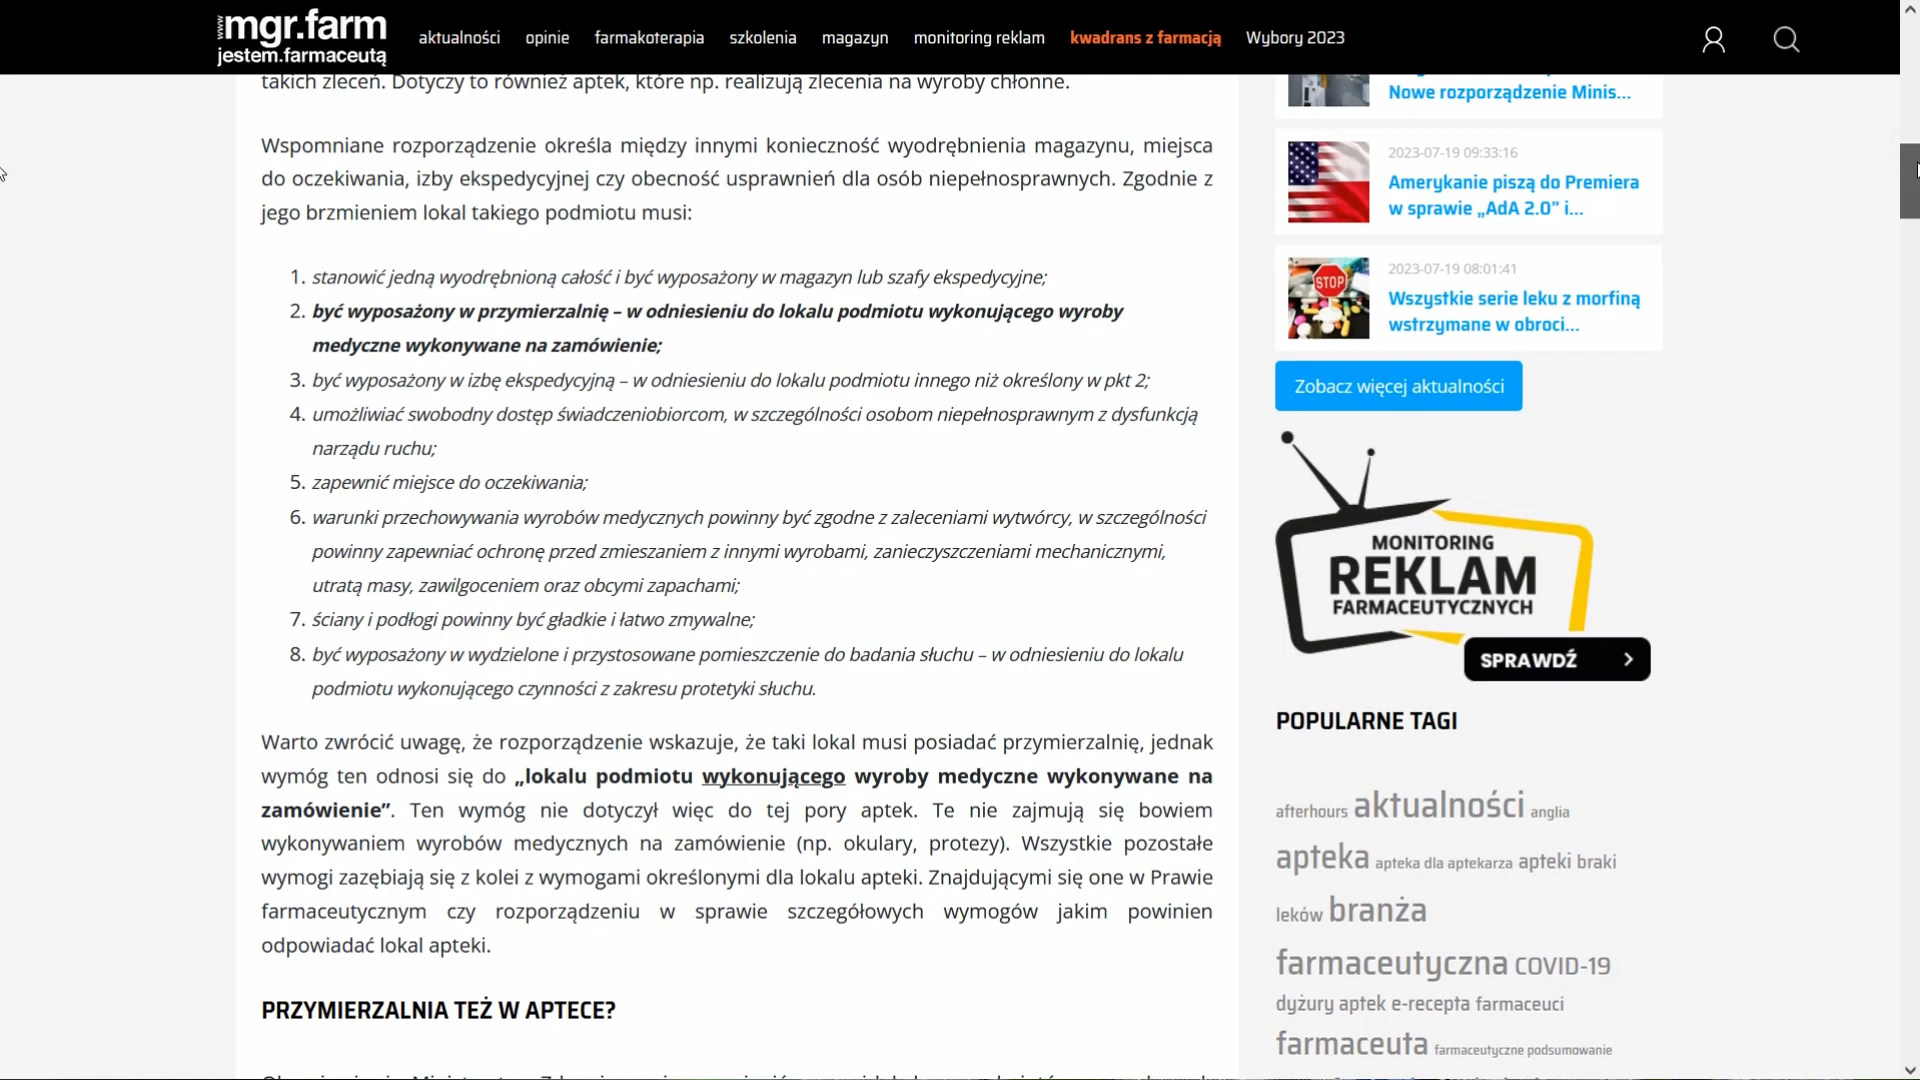 www
mgr.farm
jestem.farmaceutą
aktualności opinie farmakoterapia szkolenia magazyn monitoring reklam kwadrans z farmacją Wybory 2023
takich zleceń. Dotyczy to również aptek, które np. realizują zlecenia na wyroby chłonne.
Wspomniane rozporządzenie określa między innymi konieczność wyodrębnienia magazynu, miejsca
do oczekiwania, izby ekspedycyjnej czy obecność usprawnień dla osób niepełnosprawnych. Zgodnie z
jego brzmieniem lokal takiego podmiotu musi:
1. stanowić jedną wyodrębnioną całość i być wyposażony w magazyn lub szafy ekspedycyjne;
2. być wyposażony w przymierzalnię – w odniesieniu do lokalu podmiotu wykonującego wyroby
medyczne wykonywane na zamówienie;
3. być wyposażony w izbę ekspedycyjną – w odniesieniu do lokalu podmiotu innego niż określony w pkt 2;
4. umożliwiać swobodny dostęp świadczeniobiorcom, w szczególności osobom niepełnosprawnym z dysfunkcją
narządu ruchu;
5. zapewnić miejsce do oczekiwania;
6. warunki przechowywania wyrobów medycznych powinny być zgodne z zaleceniami wytwórcy, w szczególności
powinny zapewniać ochronę przed zmieszaniem z innymi wyrobami, zanieczyszczeniami mechanicznymi,
utratą masy, zawilgoceniem oraz obcymi zapachami;
7. ściany i podłogi powinny być gładkie i łatwo zmywalne;
8. być wyposażony w wydzielone i przystosowane pomieszczenie do badania słuchu – w odniesieniu do lokalu
podmiotu wykonującego czynności z zakresu protetyki słuchu.
Warto zwrócić uwagę, że rozporządzenie wskazuje, że taki lokal musi posiadać przymierzalnię, jednak
wymóg ten odnosi się do „lokalu podmiotu wykonującego wyroby medyczne wykonywane na
zamówienie”. Ten wymóg nie dotyczył więc do tej pory aptek. Te nie zajmują się bowiem
wykonywaniem wyrobów medycznych na zamówienie (np. okulary, protezy). Wszystkie pozostałe
wymogi zazębiają się z kolei z wymogami określonymi dla lokalu apteki. Znajdującymi się one w Prawie
farmaceutycznym czy rozporządzeniu w sprawie szczegółowych wymogów jakim powinien
odpowiadać lokal apteki.
PRZYMIERZALNIA TEŻ W APTECE?
Nowe rozporządzenie Minis...
2023-07-19 09:33:16
Amerykanie piszą do Premiera
w sprawie „AdA 2.0” i...
STOP
2023-07-19 08:01:41
Wszystkie serie leku z morfiną
wstrzymane w obroci...
Zobacz więcej aktualności
MONITORING
REKLAM
FARMACEUTYCZNYCH
SPRAWDŹ
POPULARNE TAGI
afterhours aktualności anglia
apteka apteka dla aptekarza apteki braki
leków branża
farmaceutyczna COVID-19
dyżury aptek e-recepta farmaceuci
farmaceuta farmaceutyczne podsumowanie